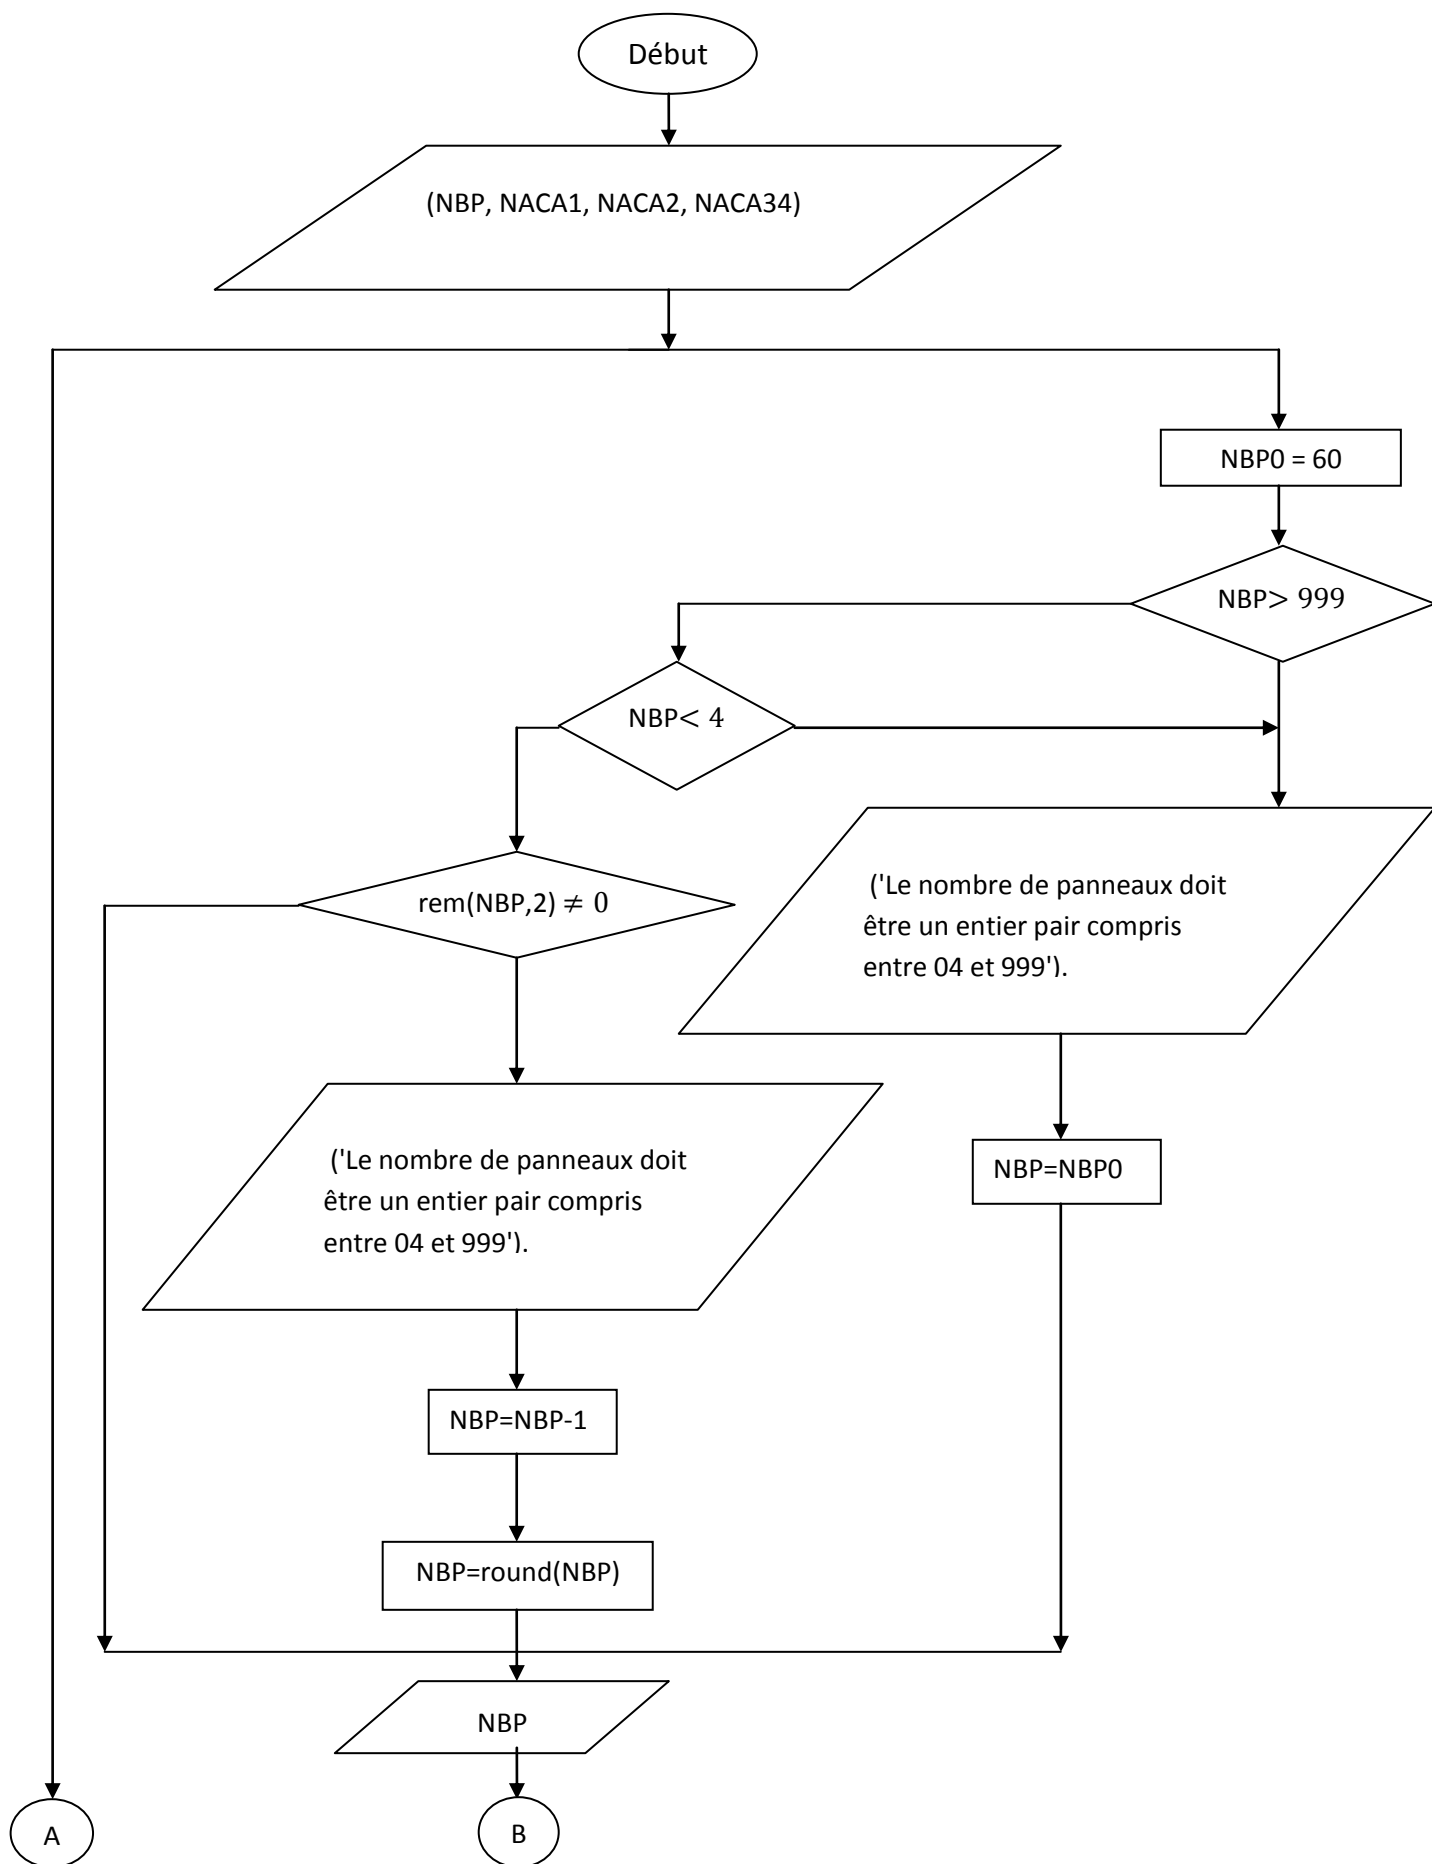 Début
(NBP, NACA1, NACA2, NACA34)
NBP0 = 60
NBP> 999
NBP< 4
rem(NBP,2) ≠ 0
('Le nombre de panneaux doit
être un entier pair compris
entre 04 et 999').
('Le nombre de panneaux doit
être un entier pair compris
entre 04 et 999').
NBP=NBP0
NBP=NBP-1
NBP=round(NBP)
NBP
A
B